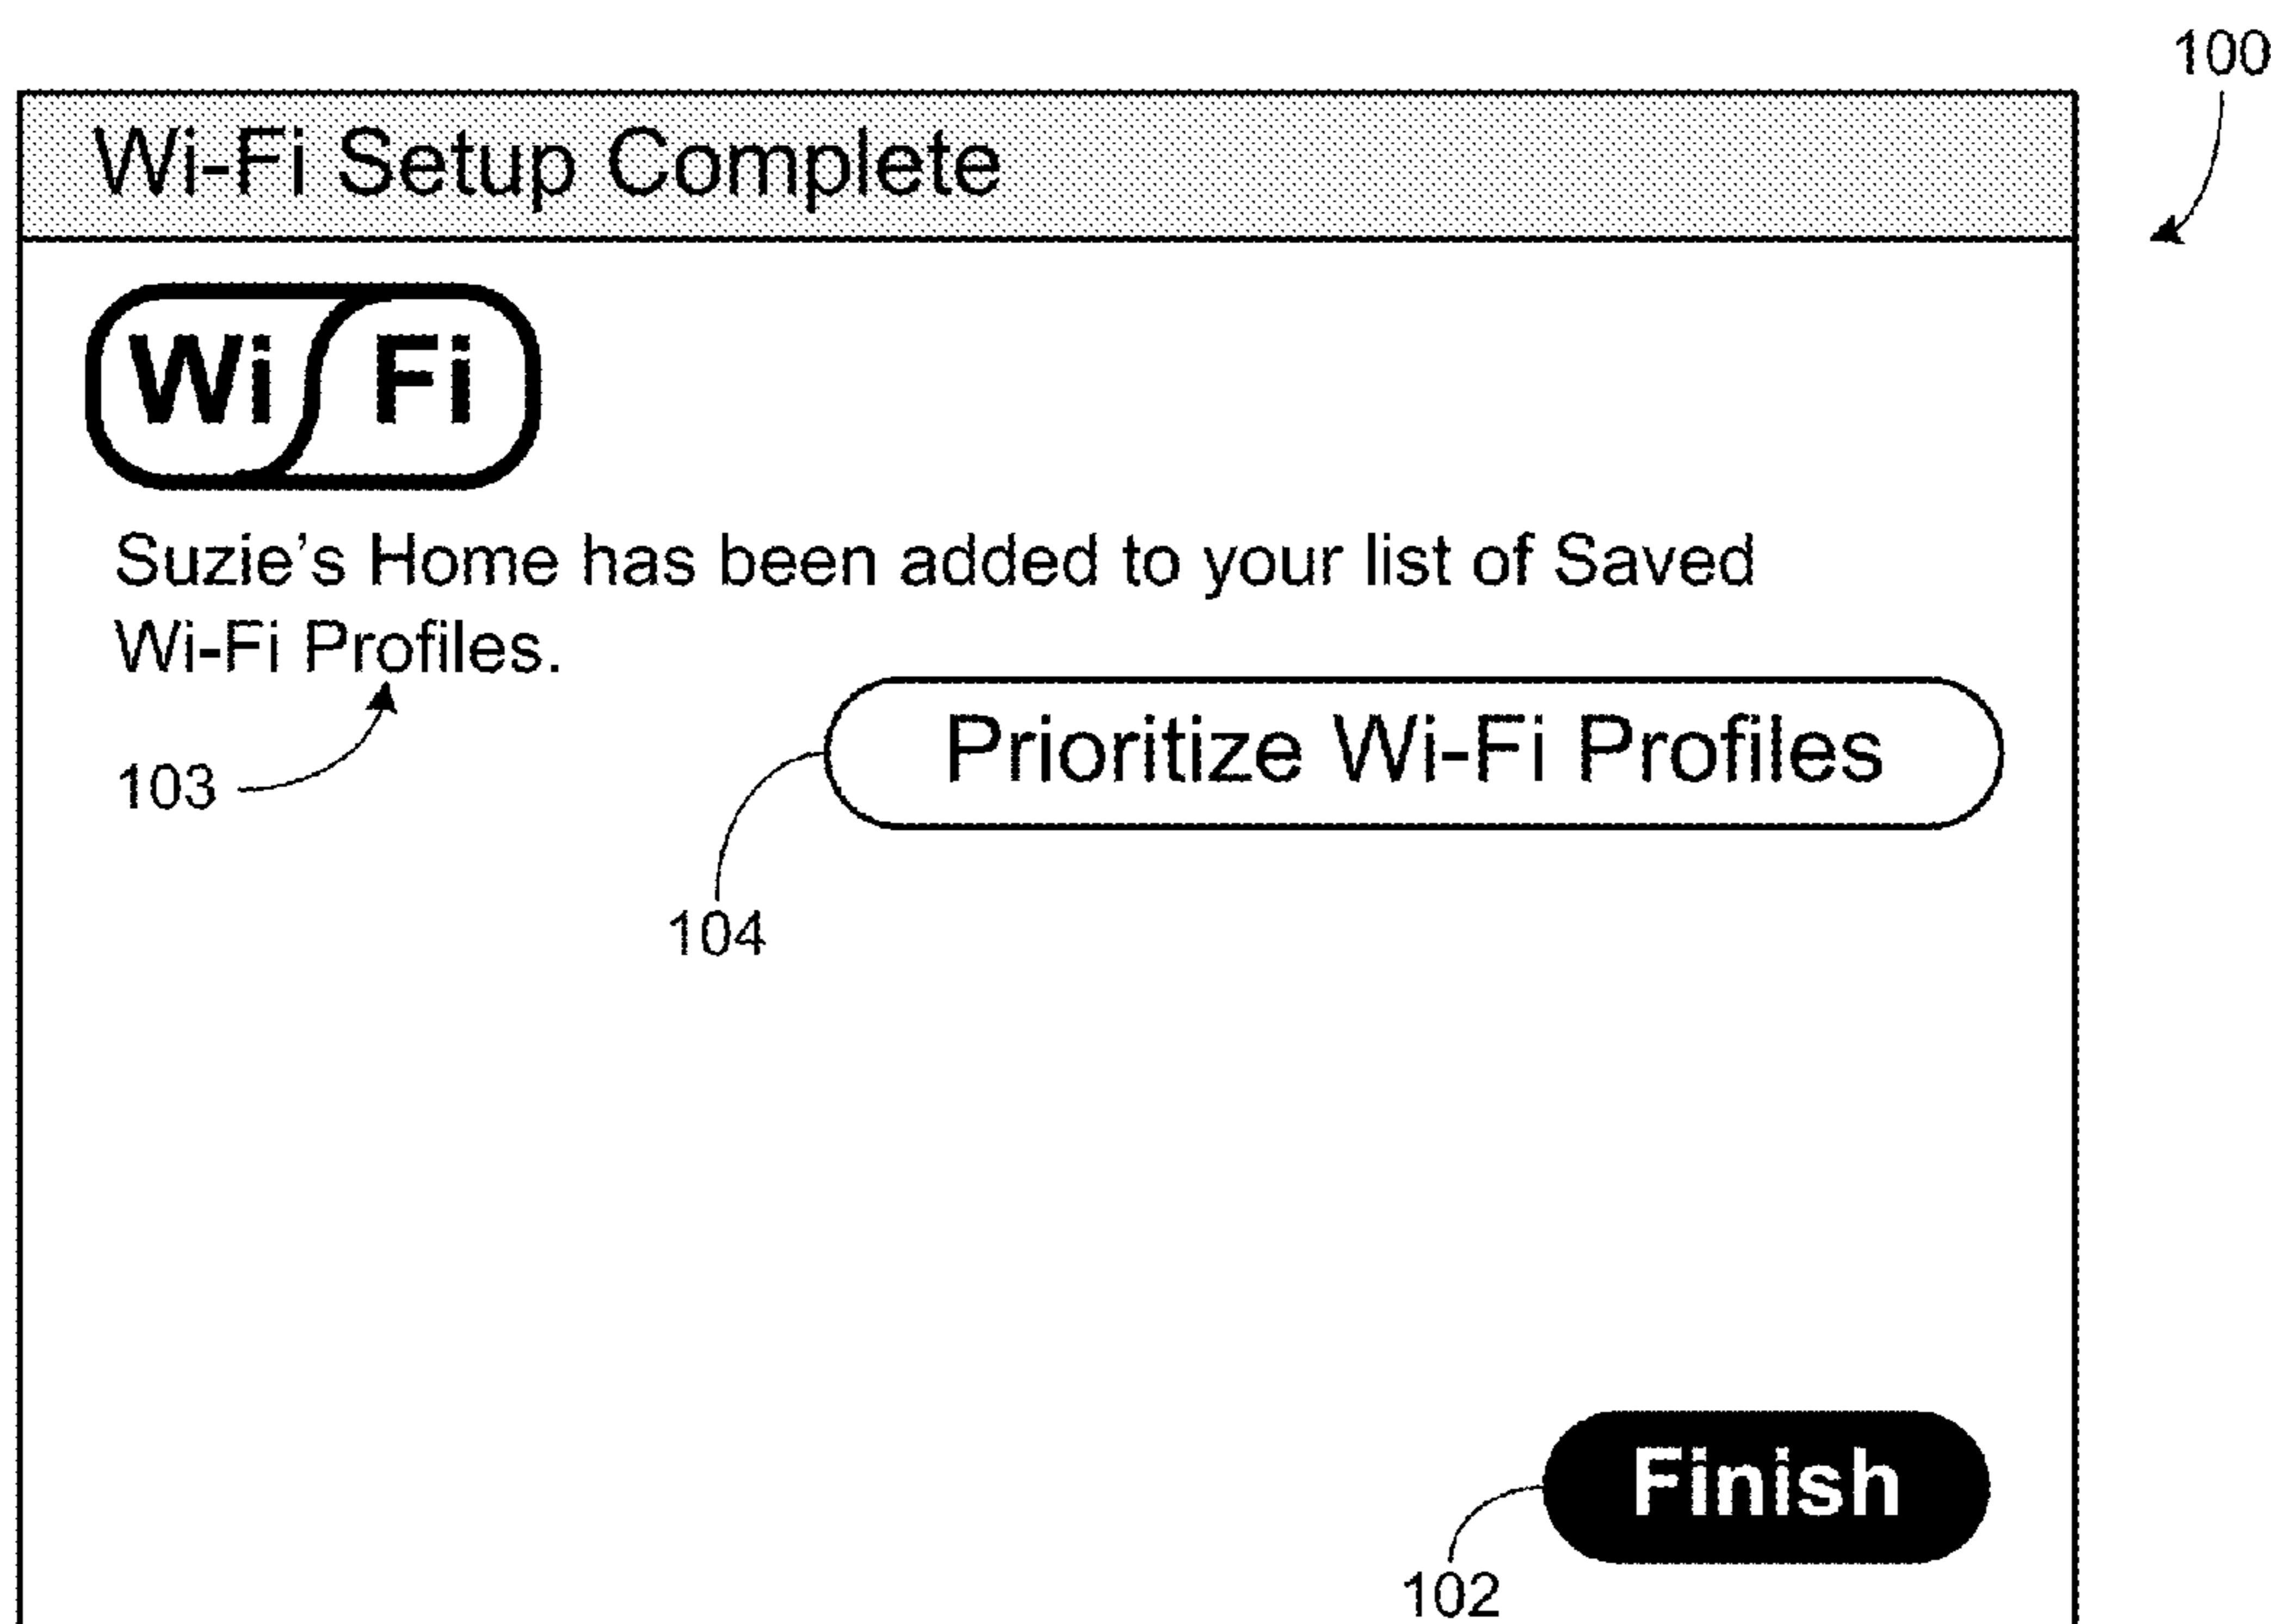 100
Wi-Fi Setup Complete
Wi Fi
Suzie’s Home has been added to your list of Saved
Wi-Fi Profiles.
103
Prioritize Wi-Fi Profiles
104
Finish
102